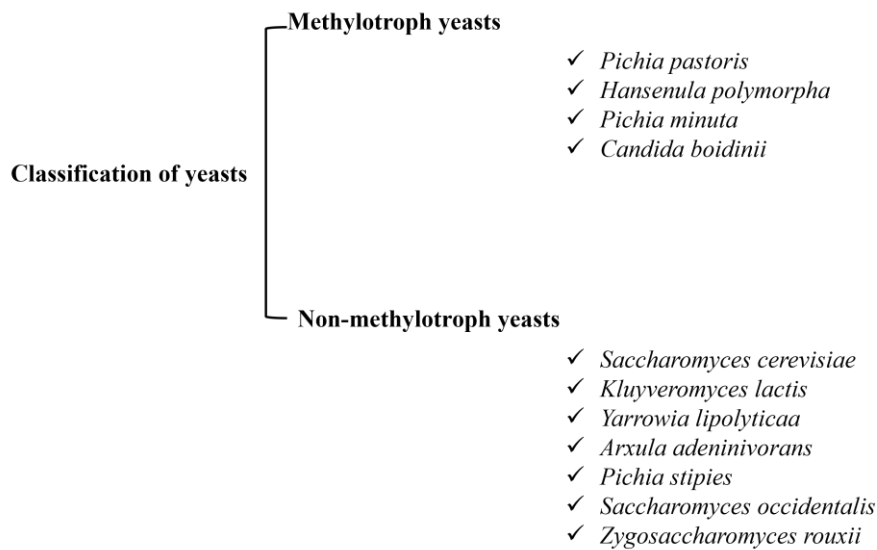 Methylotroph yeasts
✓ Pichia pastoris
✓ Hansenula polymorpha
✓ Pichia minuta
✓ Candida boidinii
Classification of yeasts
Non-methylotroph yeasts
✓ Saccharomyces cerevisiae
✓ Kluyveromyces lactis
✓ Yarrowia lipolyticaa
✓ Arxula adeninivorans
✓ Pichia stipies
✓ Saccharomyces occidentalis
✓ Zygosaccharomyces rouxii